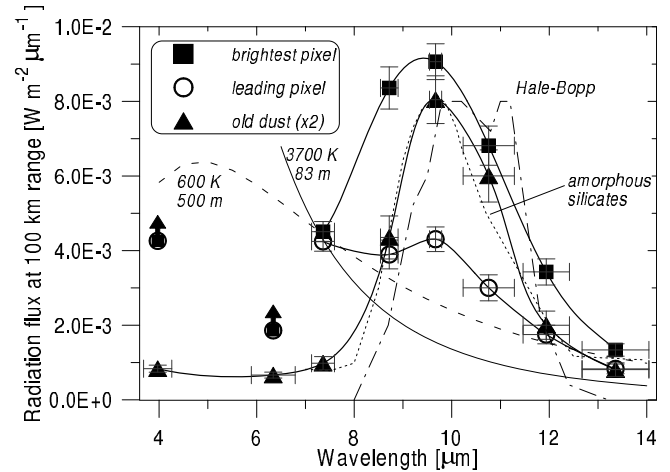 1.0E-2
8.0E-3
6.0E-3
4.0E-3
2.0E-3
0.0E+0
Radiation flux at 100 km range [W m⁻² μm⁻¹]
brightest pixel
leading pixel
old dust (x2)
Hale-Bopp
3700 K
83 m
600 K
500 m
amorphous
silicates
4 6 8 10 12 14
Wavelength [μm]